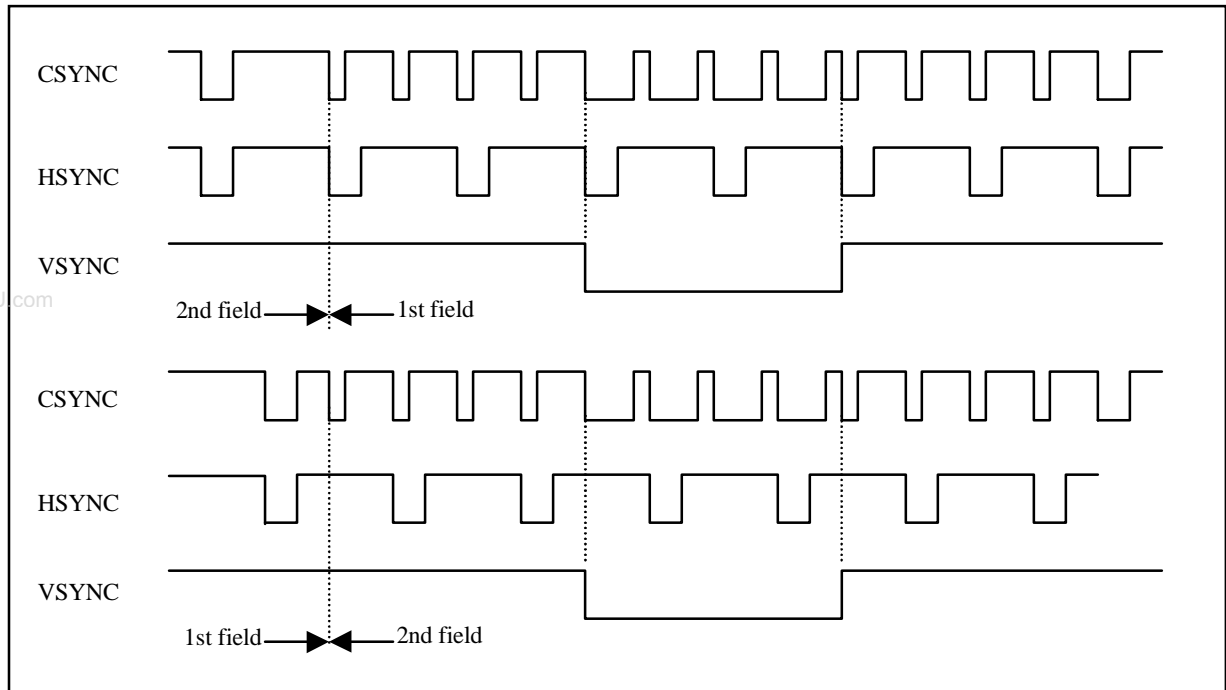 CSYNC
HSYNC
VSYNC
2nd field 1st field
CSYNC
HSYNC
VSYNC
1st field 2nd field